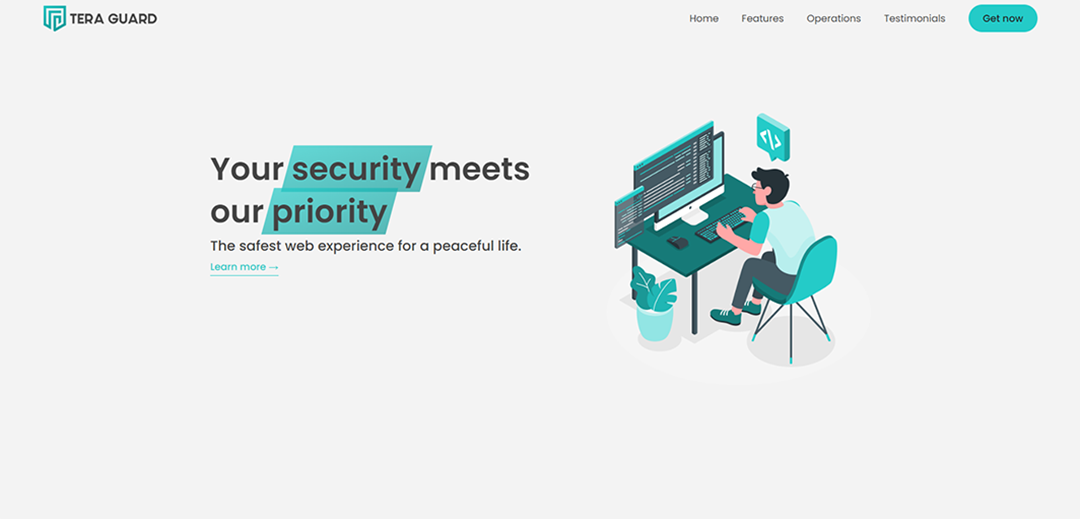 TERA GUARD
Home Features Operations Testimonials Get now
Your security meets
our priority
The safest web experience for a peaceful life.
Learn more →